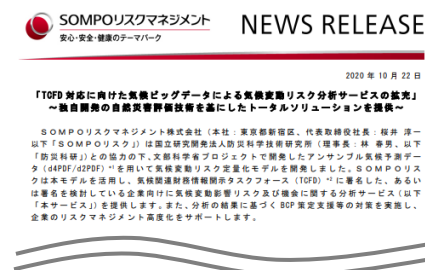 SOMPOリスクマネジメント
安心・安全・健康のテーマパーク
NEWS RELEASE
2020 年 10 月 22 日
「TCFD 対応に向けた気候ビッグデータによる気候変動リスク分析サービスの拡充」
～独自開発の自然災害評価技術を基にしたトータルソリューションを提供～
SOMPOリスクマネジメント株式会社（本社：東京都新宿区、代表取締役社長：桜井 淳一
以下「SOMPOリスク」）は国立研究開発法人防災科学技術研究所（理事長：林 春男、以下
「防災科研」）との協力の下、文部科学省プロジェクトで開発したアンサンブル気候予測デー
タ（d4PDF/d2PDF）*1を用いて気候変動リスク定量化モデルを開発しました。SOMPOリス
クは本モデルを活用し、気候関連財務情報開示タスクフォース（TCFD）*2 に署名した、あるい
は署名を検討している企業向けに気候変動影響リスク及び機会に関する分析サービス（以下
「本サービス」）を提供します。また、分析の結果に基づく BCP 策定支援等の対策を実施し、
企業のリスクマネジメント高度化をサポートします。